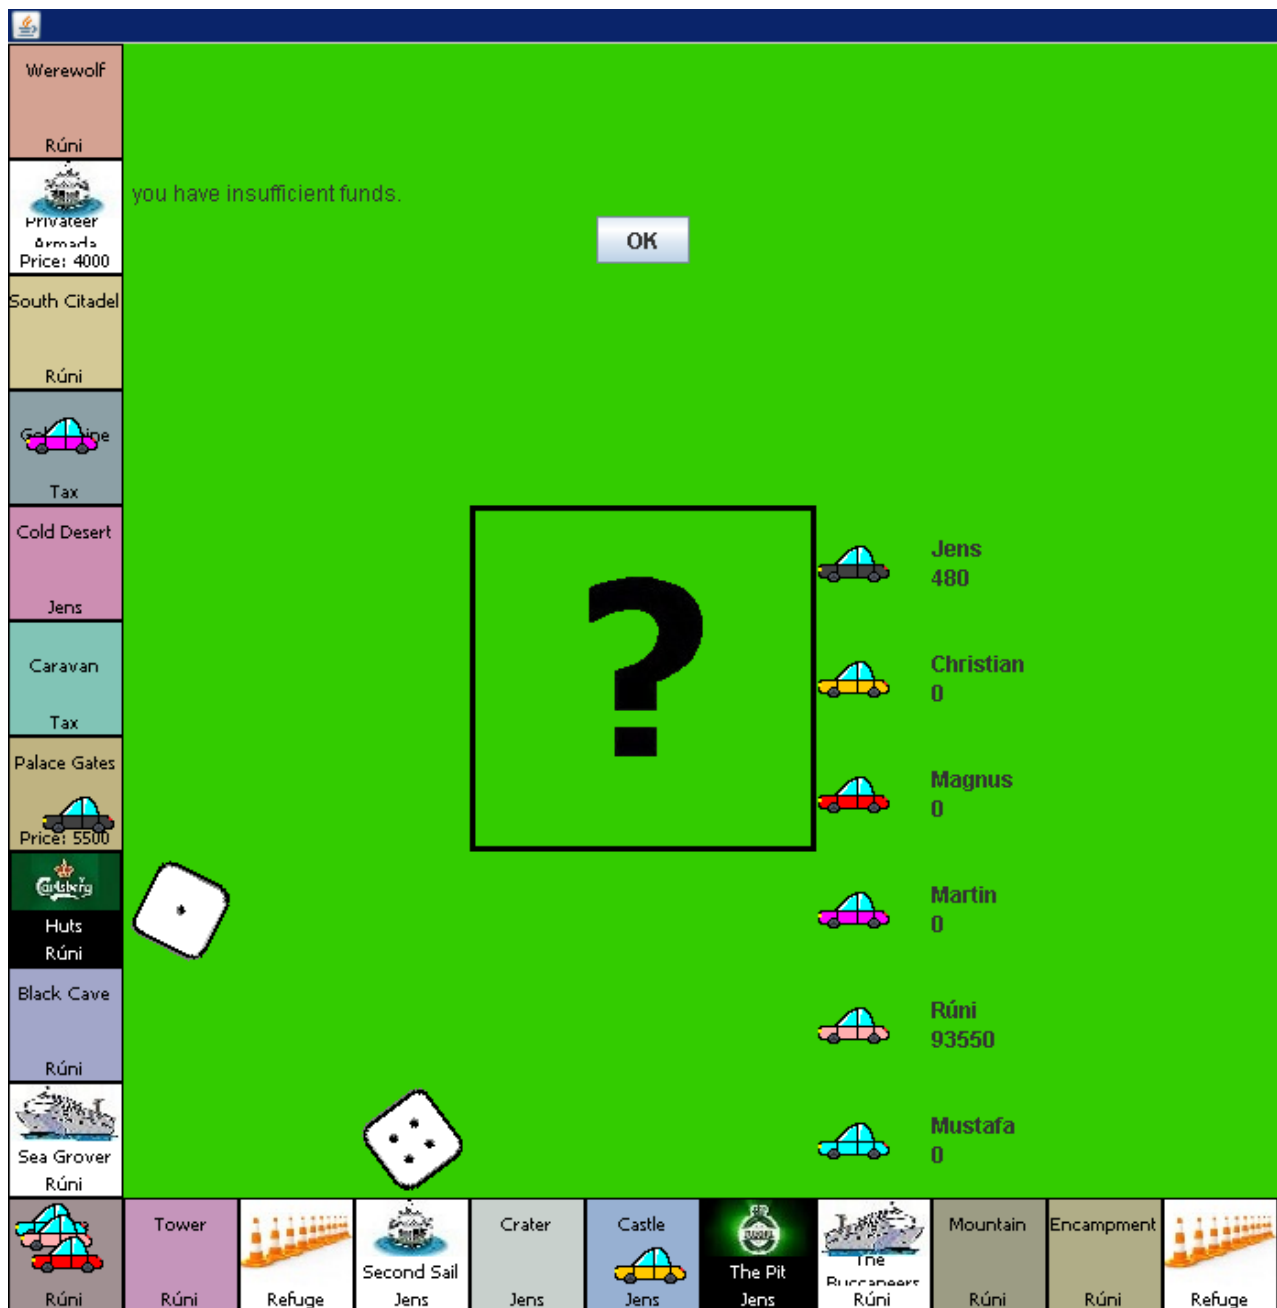 Werewolf
Rúni
you have insufficient funds.
OK
Privateer
Armada
Price: 4000
South Citadel
Rúni
Tax
Cold Desert
Jens
Caravan
Tax
Palace Gates
Price: 5500
Carlsberg
Huts
Rúni
Black Cave
Rúni
Sea Grover
Rúni
?
Jens
480
Christian
0
Magnus
0
Martin
0
Rúni
93550
Mustafa
0
Rúni
Tower
Rúni
Refuge
Second Sail
Jens
Crater
Jens
Castle
Jens
The Pit
Jens
The
Buccaneers
Rúni
Mountain
Rúni
Encampment
Rúni
Refuge